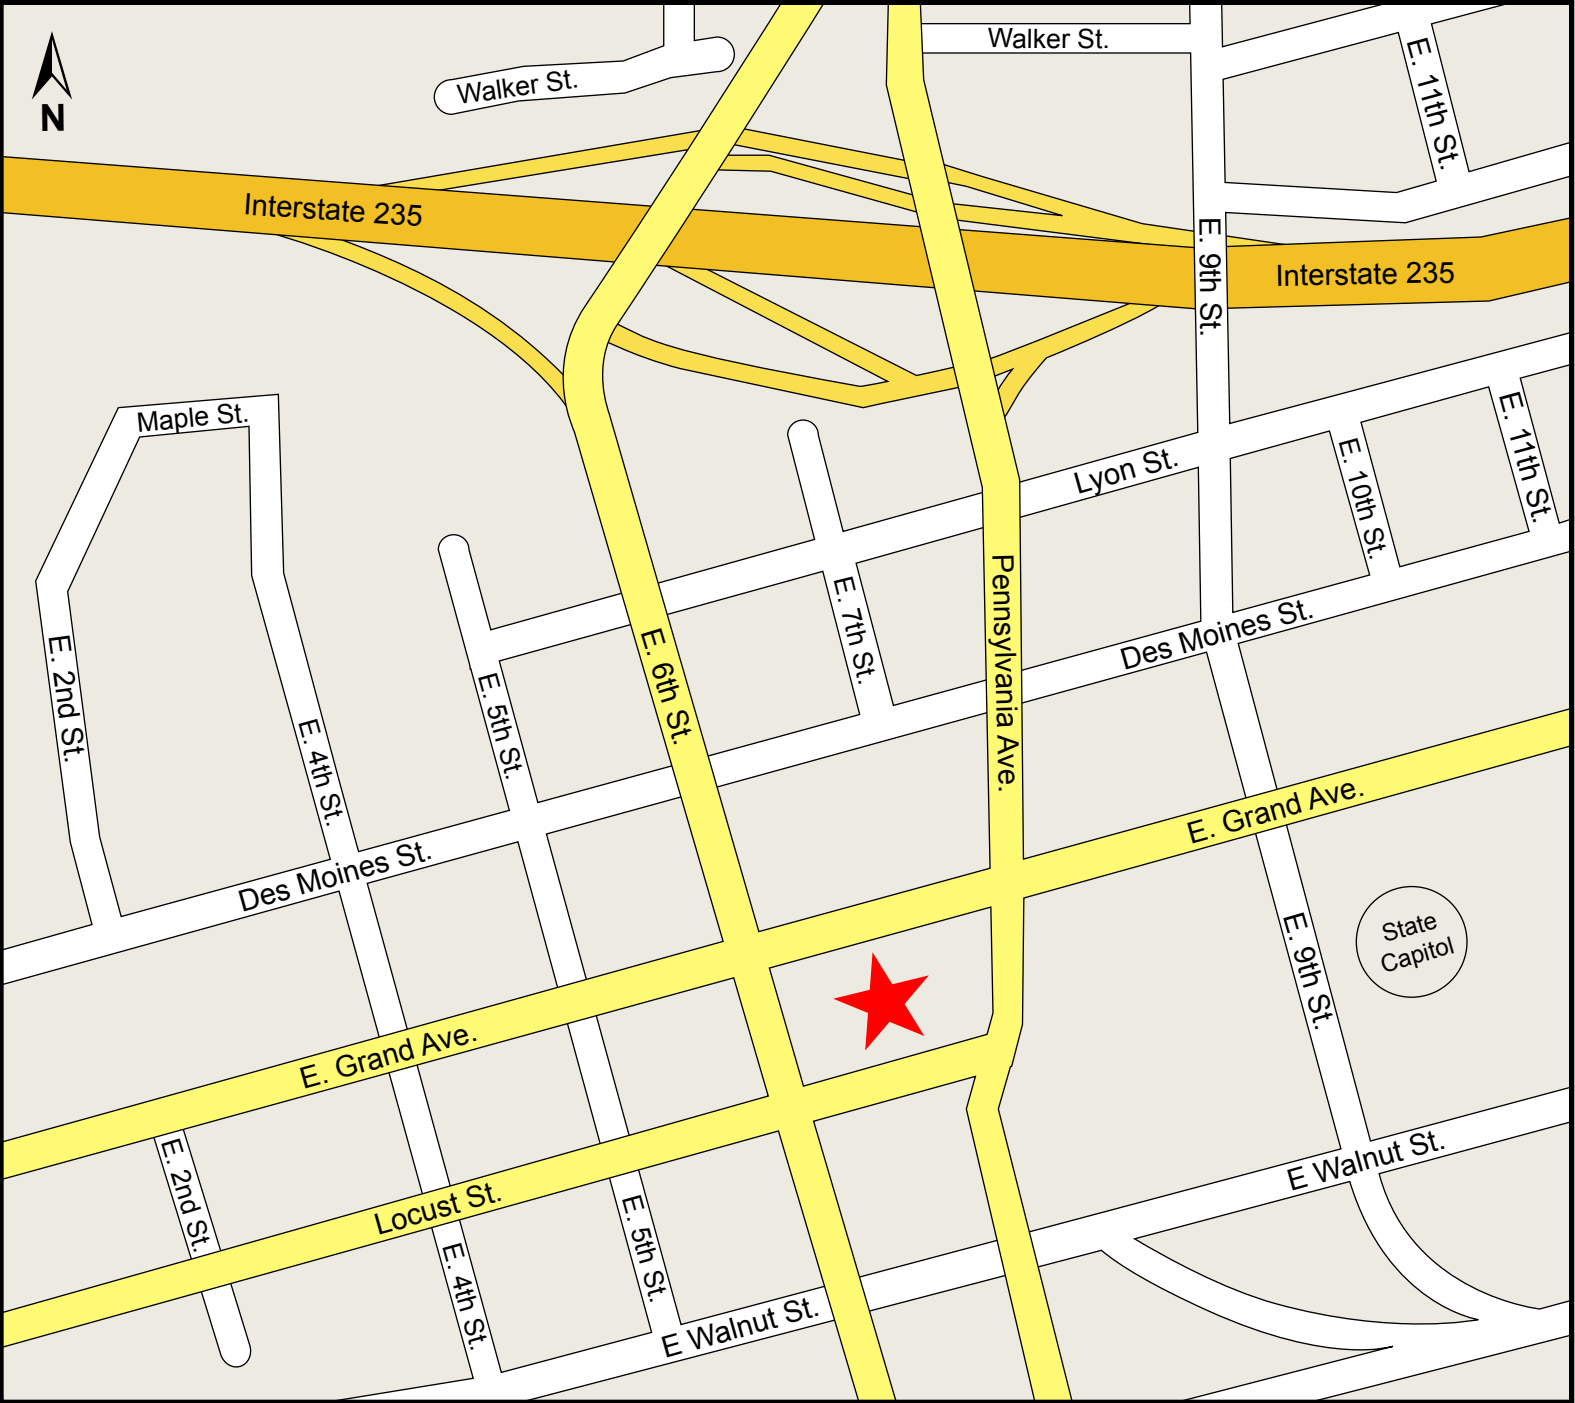 Walker St.
E. 11th St.
Walker St.
N
Interstate 235
E. 9th St.
Interstate 235
Maple St.
E. 11th St.
Lyon St.
E. 10th St.
E. 7th St.
Pennsylvania Ave.
Des Moines St.
E. 6th St.
E. 2nd St.
E. 5th St.
E. 4th St.
E. Grand Ave.
Des Moines St.
State
Capitol
E. 9th St.
E. Grand Ave.
E. 2nd St.
E Walnut St.
Locust St.
E. 5th St.
E. 4th St.
E Walnut St.